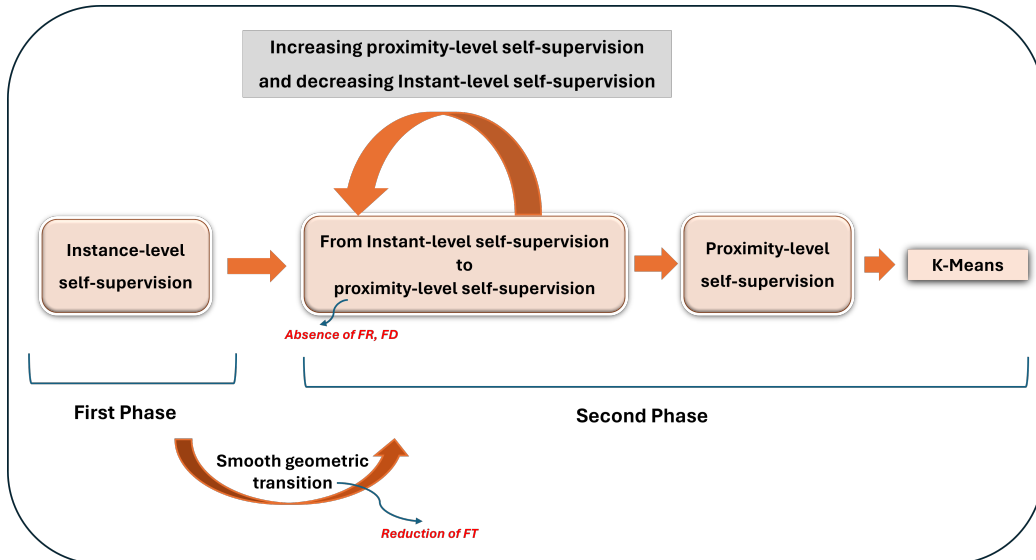 Increasing proximity-level self-supervision
and decreasing Instant-level self-supervision
Instance-level
self-supervision
From Instant-level self-supervision
to
proximity-level self-supervision
Proximity-level
self-supervision
K-Means
Absence of FR, FD
First Phase
Second Phase
Smooth geometric
transition
Reduction of FT